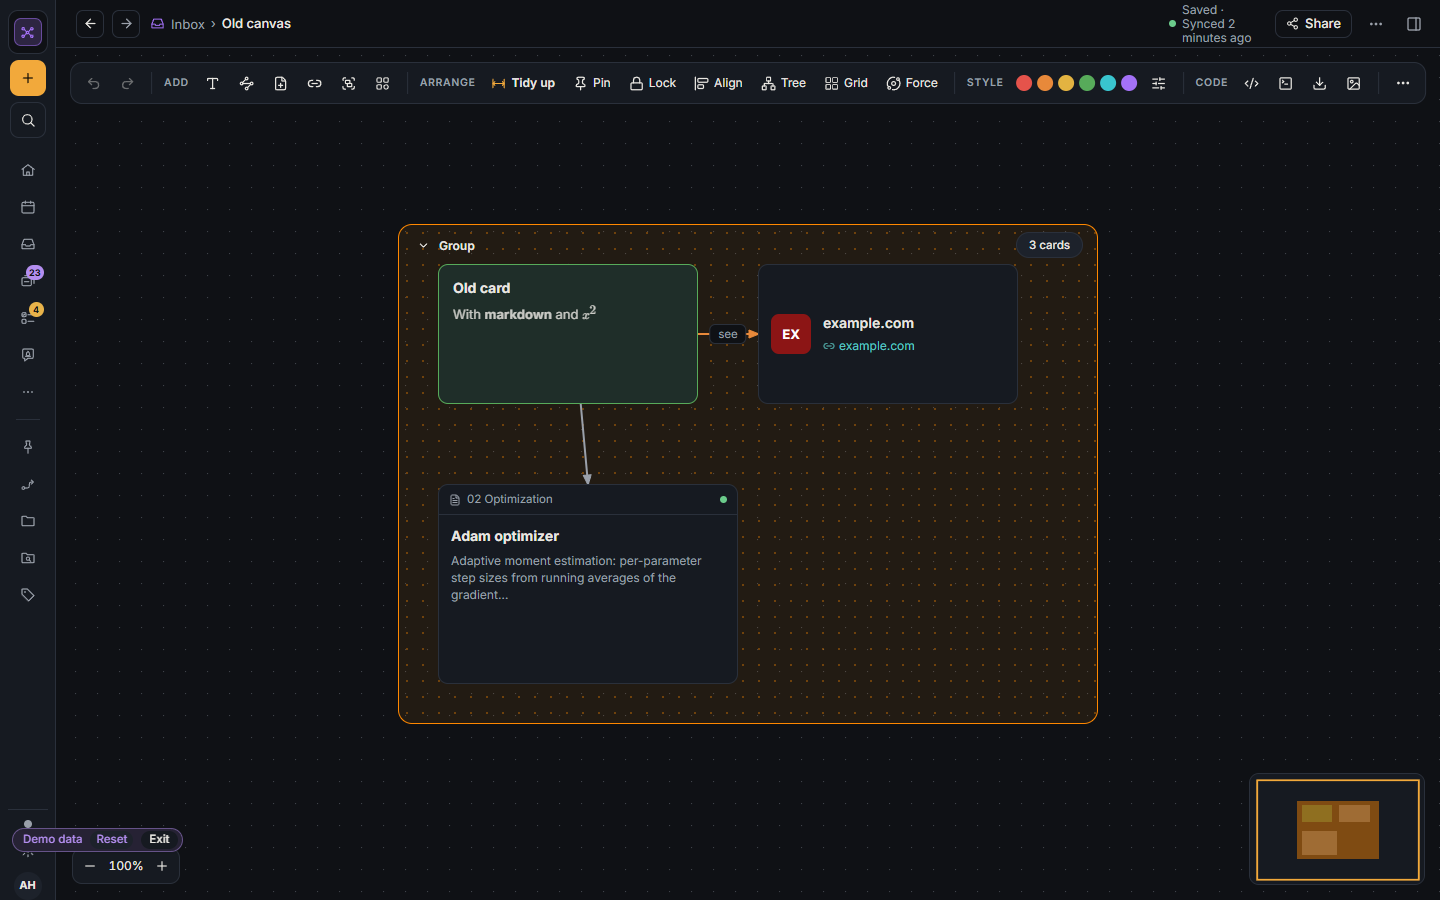 Inbox › Old canvas
Saved ·
Synced 2
minutes ago
Share
ADD
ARRANGE
Tidy up
Pin
Lock
Align
Tree
Grid
Force
STYLE
CODE
23
4
Group
3 cards
Old card
With markdown and x²
see
EX
example.com
example.com
02 Optimization
Adam optimizer
Adaptive moment estimation: per-parameter
step sizes from running averages of the
gradient...
Demo data
Reset
Exit
100%
AH